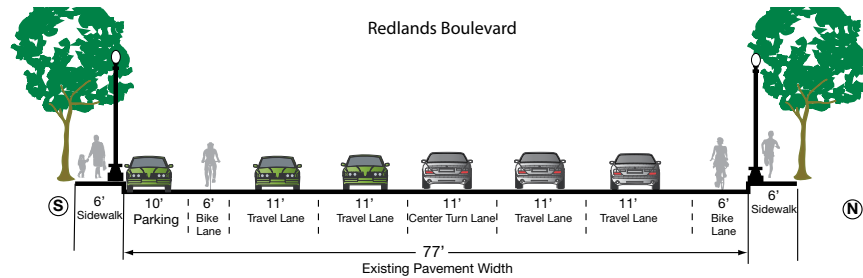 Redlands Boulevard
6' 10' 6' 11' 11' 11' 11' 11' 6' 6'
S Sidewalk Parking Bike Travel Lane Travel Lane Center Turn Lane Travel Lane Travel Lane Bike Sidewalk N
Lane Lane
77'
Existing Pavement Width